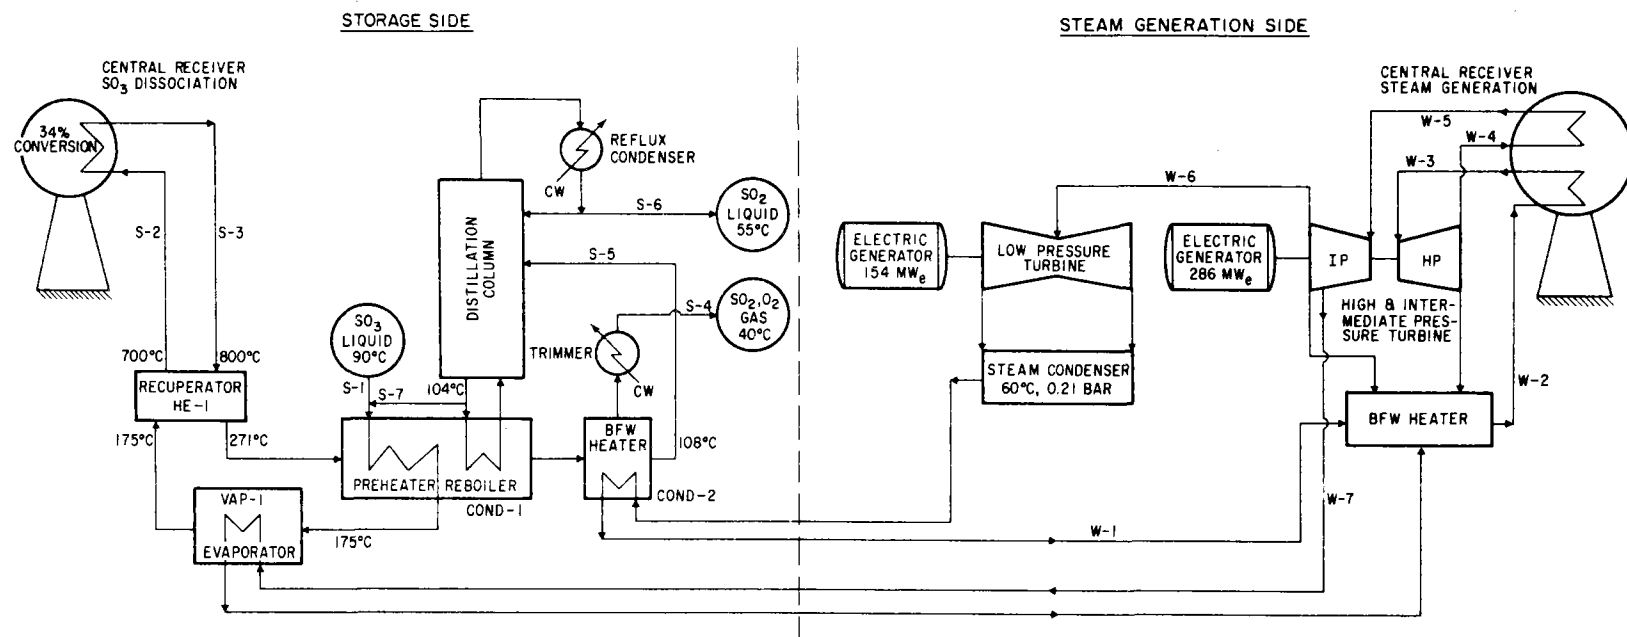 STORAGE SIDE
STEAM GENERATION SIDE
CENTRAL RECEIVER
SO3 DISSOCIATION
34%
CONVERSION
S-2
S-3
700°C
800°C
RECUPERATOR
HE-1
175°C
271°C
VAP-1
EVAPORATOR
175°C
SO3
LIQUID
90°C
S-1
S-7
104°C
DISTILLATION
COLUMN
PREHEATER
REBOILER
COND-1
REFLUX
CONDENSER
CW
S-6
SO2
LIQUID
55°C
S-5
S-4
SO2,O2
GAS
40°C
TRIMMER
CW
BFW
HEATER
108°C
COND-2
W-1
ELECTRIC
GENERATOR
154 MWe
LOW PRESSURE
TURBINE
STEAM CONDENSER
60°C, 0.21 BAR
W-6
ELECTRIC
GENERATOR
286 MWe
IP
HP
HIGH & INTER-
MEDIATE PRES-
SURE TURBINE
CENTRAL RECEIVER
STEAM GENERATION
W-5
W-4
W-3
W-2
BFW HEATER
W-7